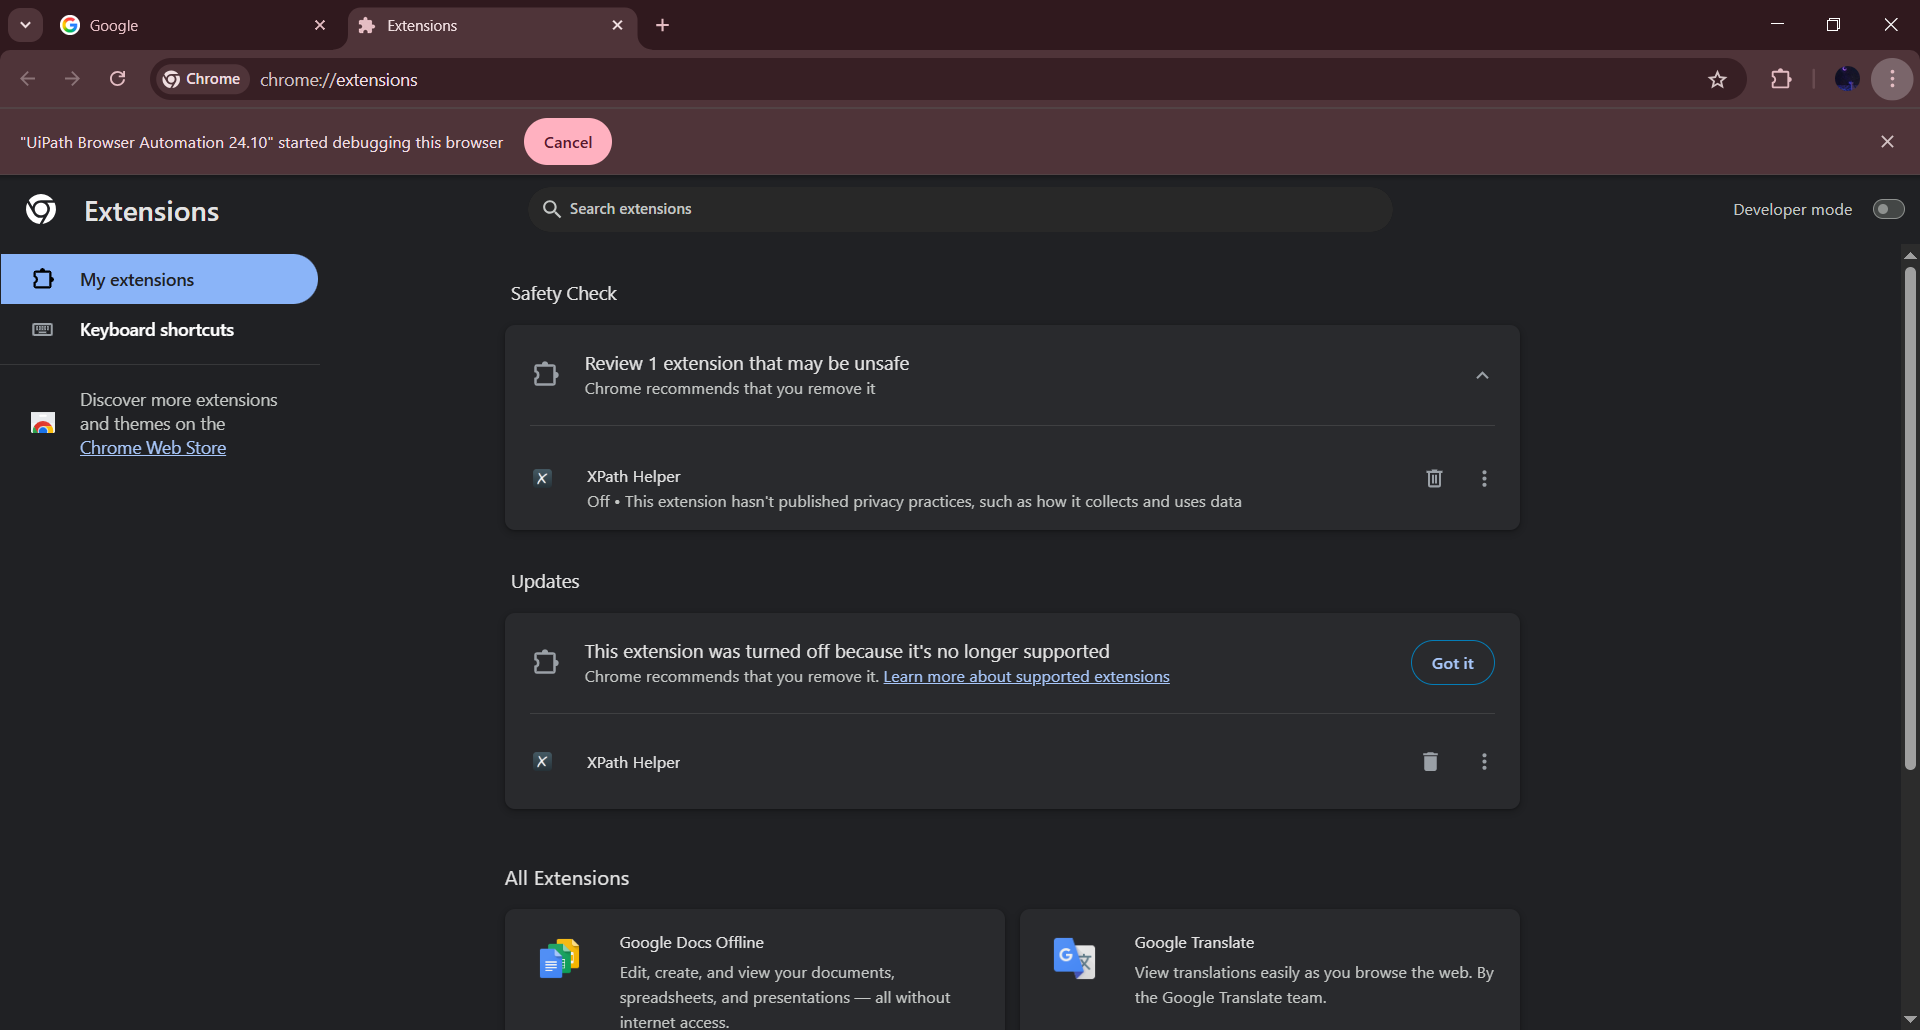 Google
Extensions
Chrome
chrome://extensions
"UiPath Browser Automation 24.10" started debugging this browser
Cancel
Extensions
Search extensions
Developer mode
My extensions
Keyboard shortcuts
Discover more extensions
and themes on the
Chrome Web Store
Safety Check
Review 1 extension that may be unsafe
Chrome recommends that you remove it
XPath Helper
Off • This extension hasn't published privacy practices, such as how it collects and uses data
Updates
This extension was turned off because it's no longer supported
Chrome recommends that you remove it. Learn more about supported extensions
Got it
XPath Helper
All Extensions
Google Docs Offline
Edit, create, and view your documents,
spreadsheets, and presentations — all without
internet access.
Google Translate
View translations easily as you browse the web. By
the Google Translate team.